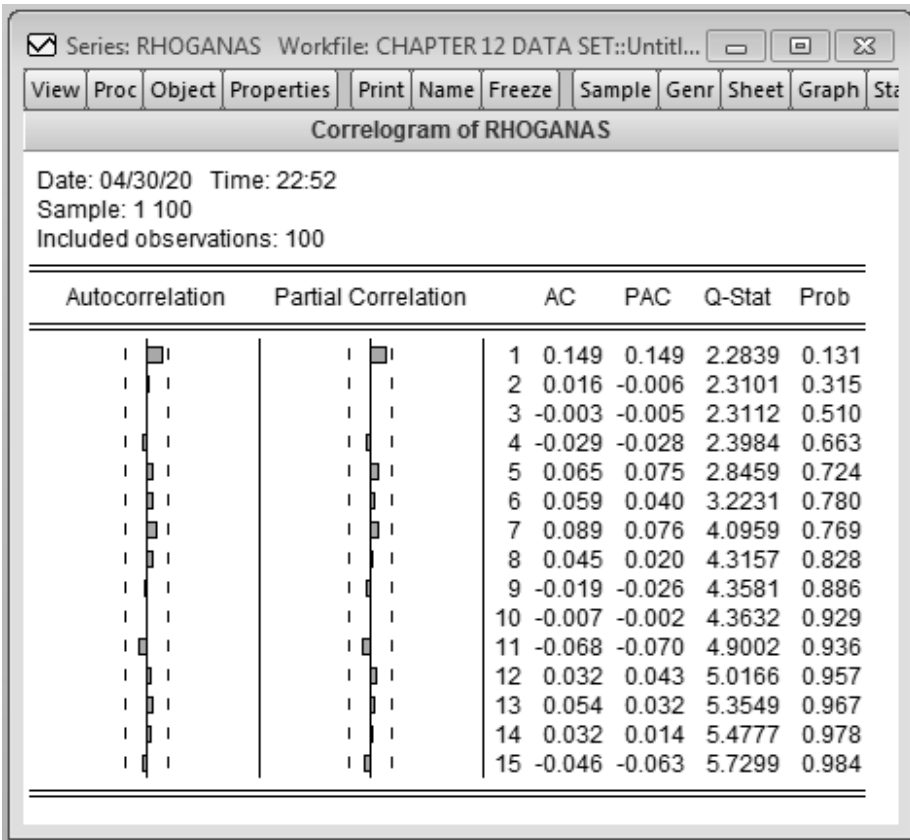 Series: RHOGANAS Workfile: CHAPTER 12 DATA SET::Untitl...
View Proc Object Properties Print Name Freeze Sample Genr Sheet Graph Sta
Correlogram of RHOGANAS
Date: 04/30/20 Time: 22:52
Sample: 1 100
Included observations: 100
Autocorrelation Partial Correlation AC PAC Q-Stat Prob
1 0.149 0.149 2.2839 0.131
2 0.016 -0.006 2.3101 0.315
3 -0.003 -0.005 2.3112 0.510
4 -0.029 -0.028 2.3984 0.663
5 0.065 0.075 2.8459 0.724
6 0.059 0.040 3.2231 0.780
7 0.089 0.076 4.0959 0.769
8 0.045 0.020 4.3157 0.828
9 -0.019 -0.026 4.3581 0.886
10 -0.007 -0.002 4.3632 0.929
11 -0.068 -0.070 4.9002 0.936
12 0.032 0.043 5.0166 0.957
13 0.054 0.032 5.3549 0.967
14 0.032 0.014 5.4777 0.978
15 -0.046 -0.063 5.7299 0.984